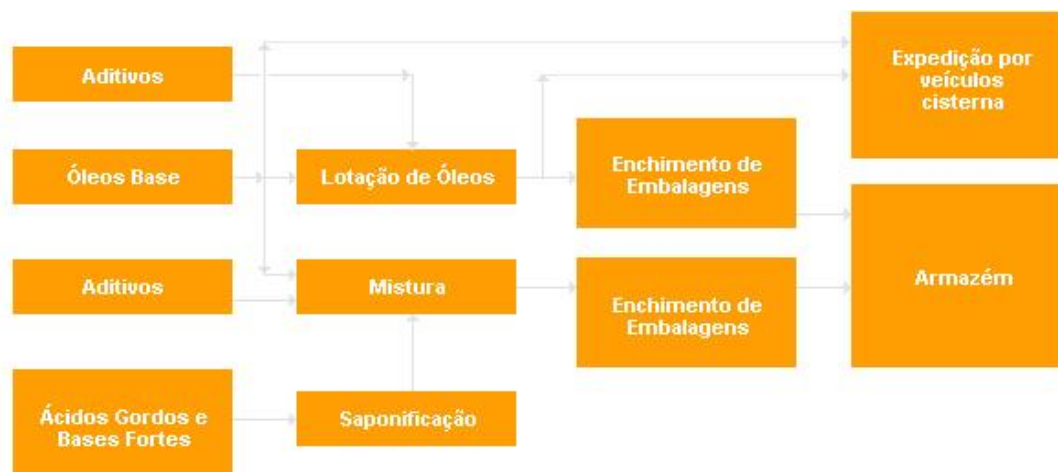 Aditivos
Expedição por
veículos
cisterna
Óleos Base
Lotação de Óleos
Enchimento de
Embalagens
Aditivos
Mistura
Enchimento de
Embalagens
Armazém
Ácidos Gordos e
Bases Fortes
Saponificação